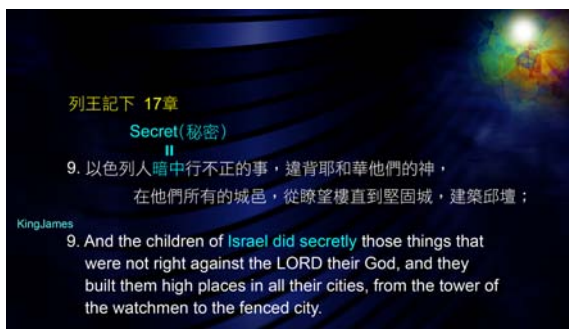 列王記下 17章
Secret(秘密)
=
9. 以色列人暗中行不正的事,違背耶和華他們的神,
在他們所有的城邑,從瞭望樓直到堅固城,建築邱壇;
KingJames
9. And the children of Israel did secretly those things that
were not right against the LORD their God, and they
built them high places in all their cities, from the tower of
the watchmen to the fenced city.